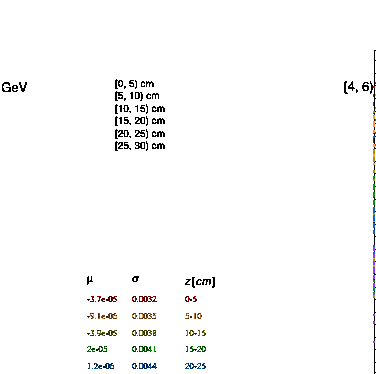 GeV
[0, 5) cm
[5, 10) cm
[10, 15) cm
[15, 20) cm
[20, 25) cm
[25, 30) cm
[4, 6)
μ σ z[cm]
-3.7e-05 0.0032 0-5
-9.1e-06 0.0035 5-10
-3.9e-05 0.0038 10-15
2e-05 0.0041 15-20
1.2e-06 0.0044 20-25